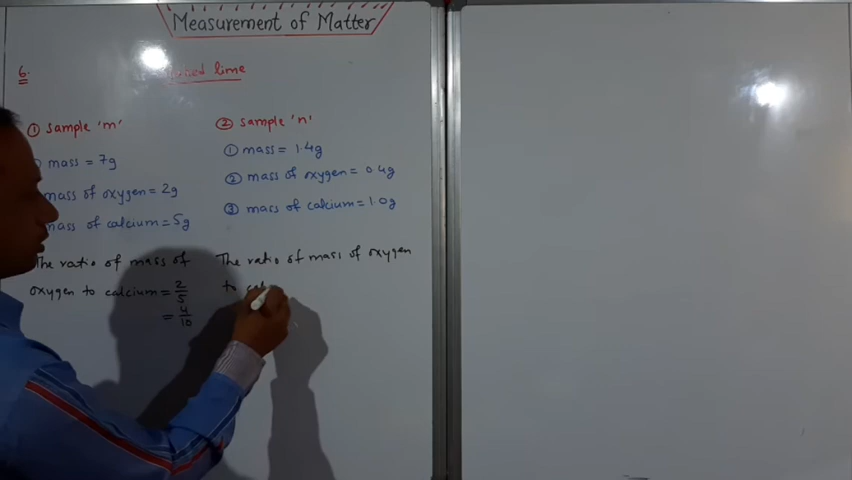 Measurement of Matter
6.
lime
① Sample 'm'
mass = 7g
mass of oxygen = 2g
mass of calcium = 5g
The ratio of mass of
oxygen to calcium = 2/5
= 4/10
② Sample 'n'
① mass = 1.4g
② mass of oxygen = 0.4g
③ mass of calcium = 1.0g
The ratio of mass of oxygen
to